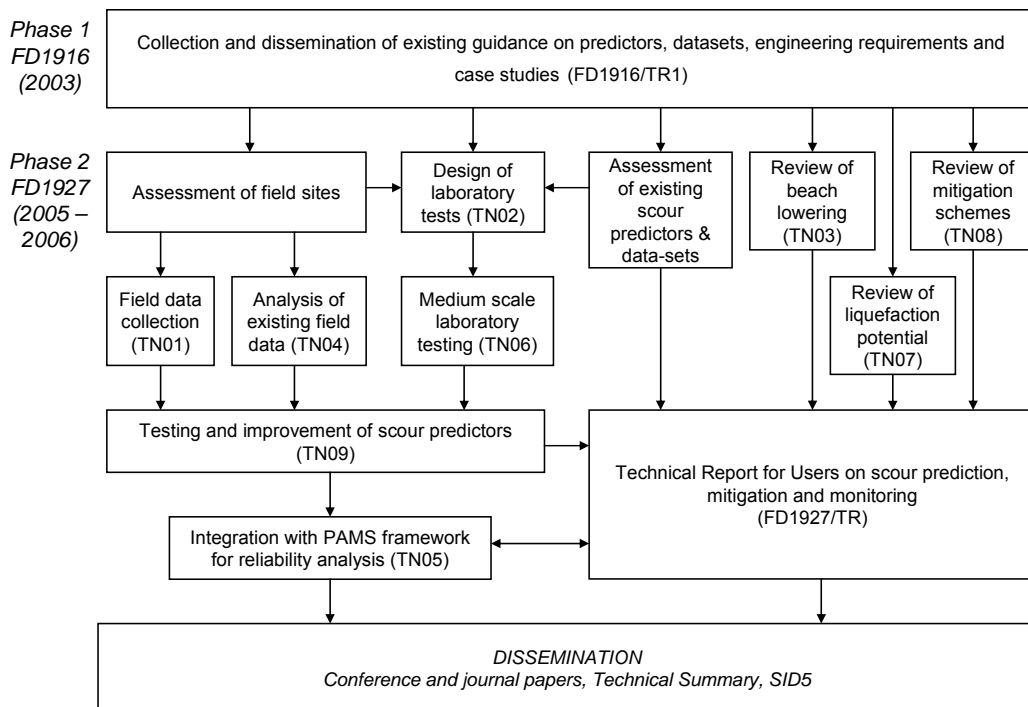 Phase 1
FD1916
(2003)
Collection and dissemination of existing guidance on predictors, datasets, engineering requirements and
case studies (FD1916/TR1)
Phase 2
FD1927
(2005 –
2006)
Assessment of field sites
Design of
laboratory
tests (TN02)
Assessment
of existing
scour
predictors &
data-sets
Review of
beach
lowering
(TN03)
Review of
mitigation
schemes
(TN08)
Field data
collection
(TN01)
Analysis of
existing field
data (TN04)
Medium scale
laboratory
testing (TN06)
Review of
liquefaction
potential
(TN07)
Testing and improvement of scour predictors
(TN09)
Technical Report for Users on scour prediction,
mitigation and monitoring
(FD1927/TR)
Integration with PAMS framework
for reliability analysis (TN05)
DISSEMINATION
Conference and journal papers, Technical Summary, SID5